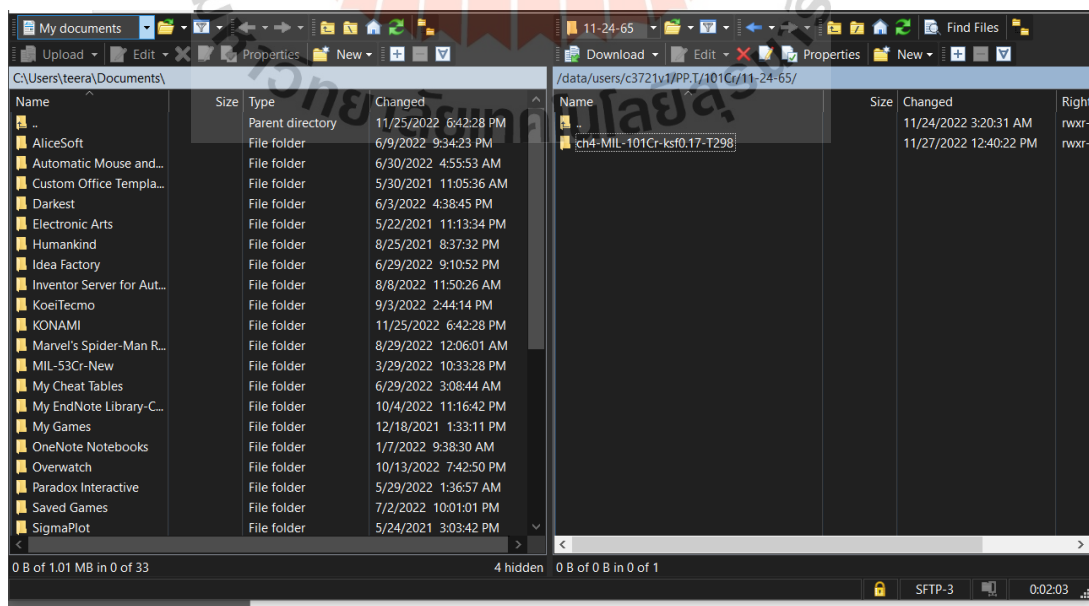 My documents
Upload Edit Properties New
C:\Users\teera\Documents\
Name Size Type Changed
.. Parent directory 11/25/2022 6:42:28 PM
AliceSoft File folder 6/9/2022 9:34:23 PM
Automatic Mouse and... File folder 6/30/2022 4:55:53 AM
Custom Office Templa... File folder 5/30/2021 11:05:36 AM
Darkest File folder 6/3/2022 4:38:45 PM
Electronic Arts File folder 5/22/2021 11:13:34 PM
Humankind File folder 8/25/2021 8:37:32 PM
Idea Factory File folder 6/29/2022 9:10:52 PM
Inventor Server for Aut... File folder 8/8/2022 11:50:26 AM
KoeiTecmo File folder 9/3/2022 2:44:14 PM
KONAMI File folder 11/25/2022 6:42:28 PM
Marvel's Spider-Man R... File folder 8/29/2022 12:06:01 AM
MIL-53Cr-New File folder 3/29/2022 10:33:28 PM
My Cheat Tables File folder 6/29/2022 3:08:44 AM
My EndNote Library-C... File folder 10/4/2022 11:16:42 PM
My Games File folder 12/18/2021 1:33:11 PM
OneNote Notebooks File folder 1/7/2022 9:38:30 AM
Overwatch File folder 10/13/2022 7:42:50 PM
Paradox Interactive File folder 5/29/2022 1:36:57 AM
Saved Games File folder 7/2/2022 10:01:01 PM
SigmaPlot File folder 5/24/2021 3:03:42 PM
0 B of 1.01 MB in 0 of 33 4 hidden
11-24-65 Find Files
Download Edit Properties New
/data/users/c3721v1/PP.T/101Cr/11-24-65/
Name Size Changed Right
.. 11/24/2022 3:20:31 AM rwxr-
ch4-MIL-101Cr-ksf0.17-T298 11/27/2022 12:40:22 PM rwxr-
0 B of 0 B in 0 of 1
SFTP-3 0:02:03